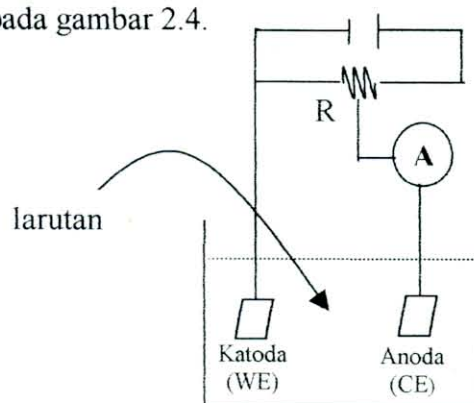 pada gambar 2.4.
R
A
larutan
Katoda
(WE)
Anoda
(CE)